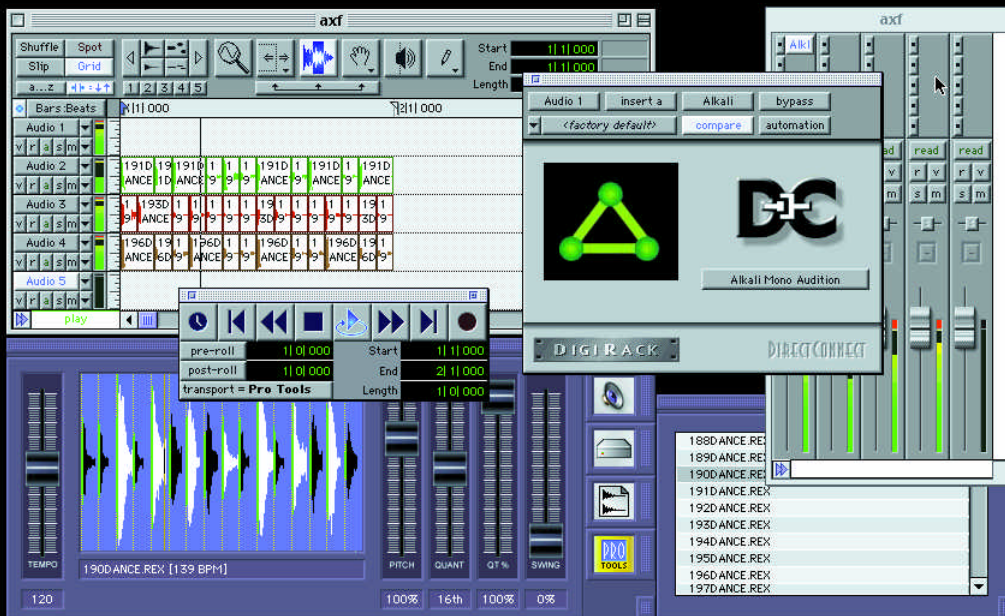 axf
Shuffle Spot
Slip Grid
a...z
1 2 3 4 5
Start 1|1|000
End 1|1|000
Length
Bars:Beats
1|1|000
2|1|000
Audio 1
v r a s m
Audio 2
v r a s m
191D
ANCE
Audio 3
v r a s m
193D
ANCE
Audio 4
v r a s m
196D
ANCE
Audio 5
v r a s m
play
pre-roll 1|0|000
post-roll 1|0|000
transport = Pro Tools
Start 1|1|000
End 2|1|000
Length 1|0|000
Audio 1 insert a Alkali bypass
<factory default> compare automation
DC
Alkali Mono Audition
DIGIRACK
DIRECTCONNECT
axf
Alkl
read read
r v r v
s m s m
TEMPO
120
190DANCE.REX [139 BPM]
PITCH QUANT QT% SWING
100% 16th 100% 0%
PRO
TOOLS
188DANCE.REX
189DANCE.REX
190DANCE.REX
191DANCE.REX
192DANCE.REX
193DANCE.REX
194DANCE.REX
195DANCE.REX
196DANCE.REX
197DANCE.REX